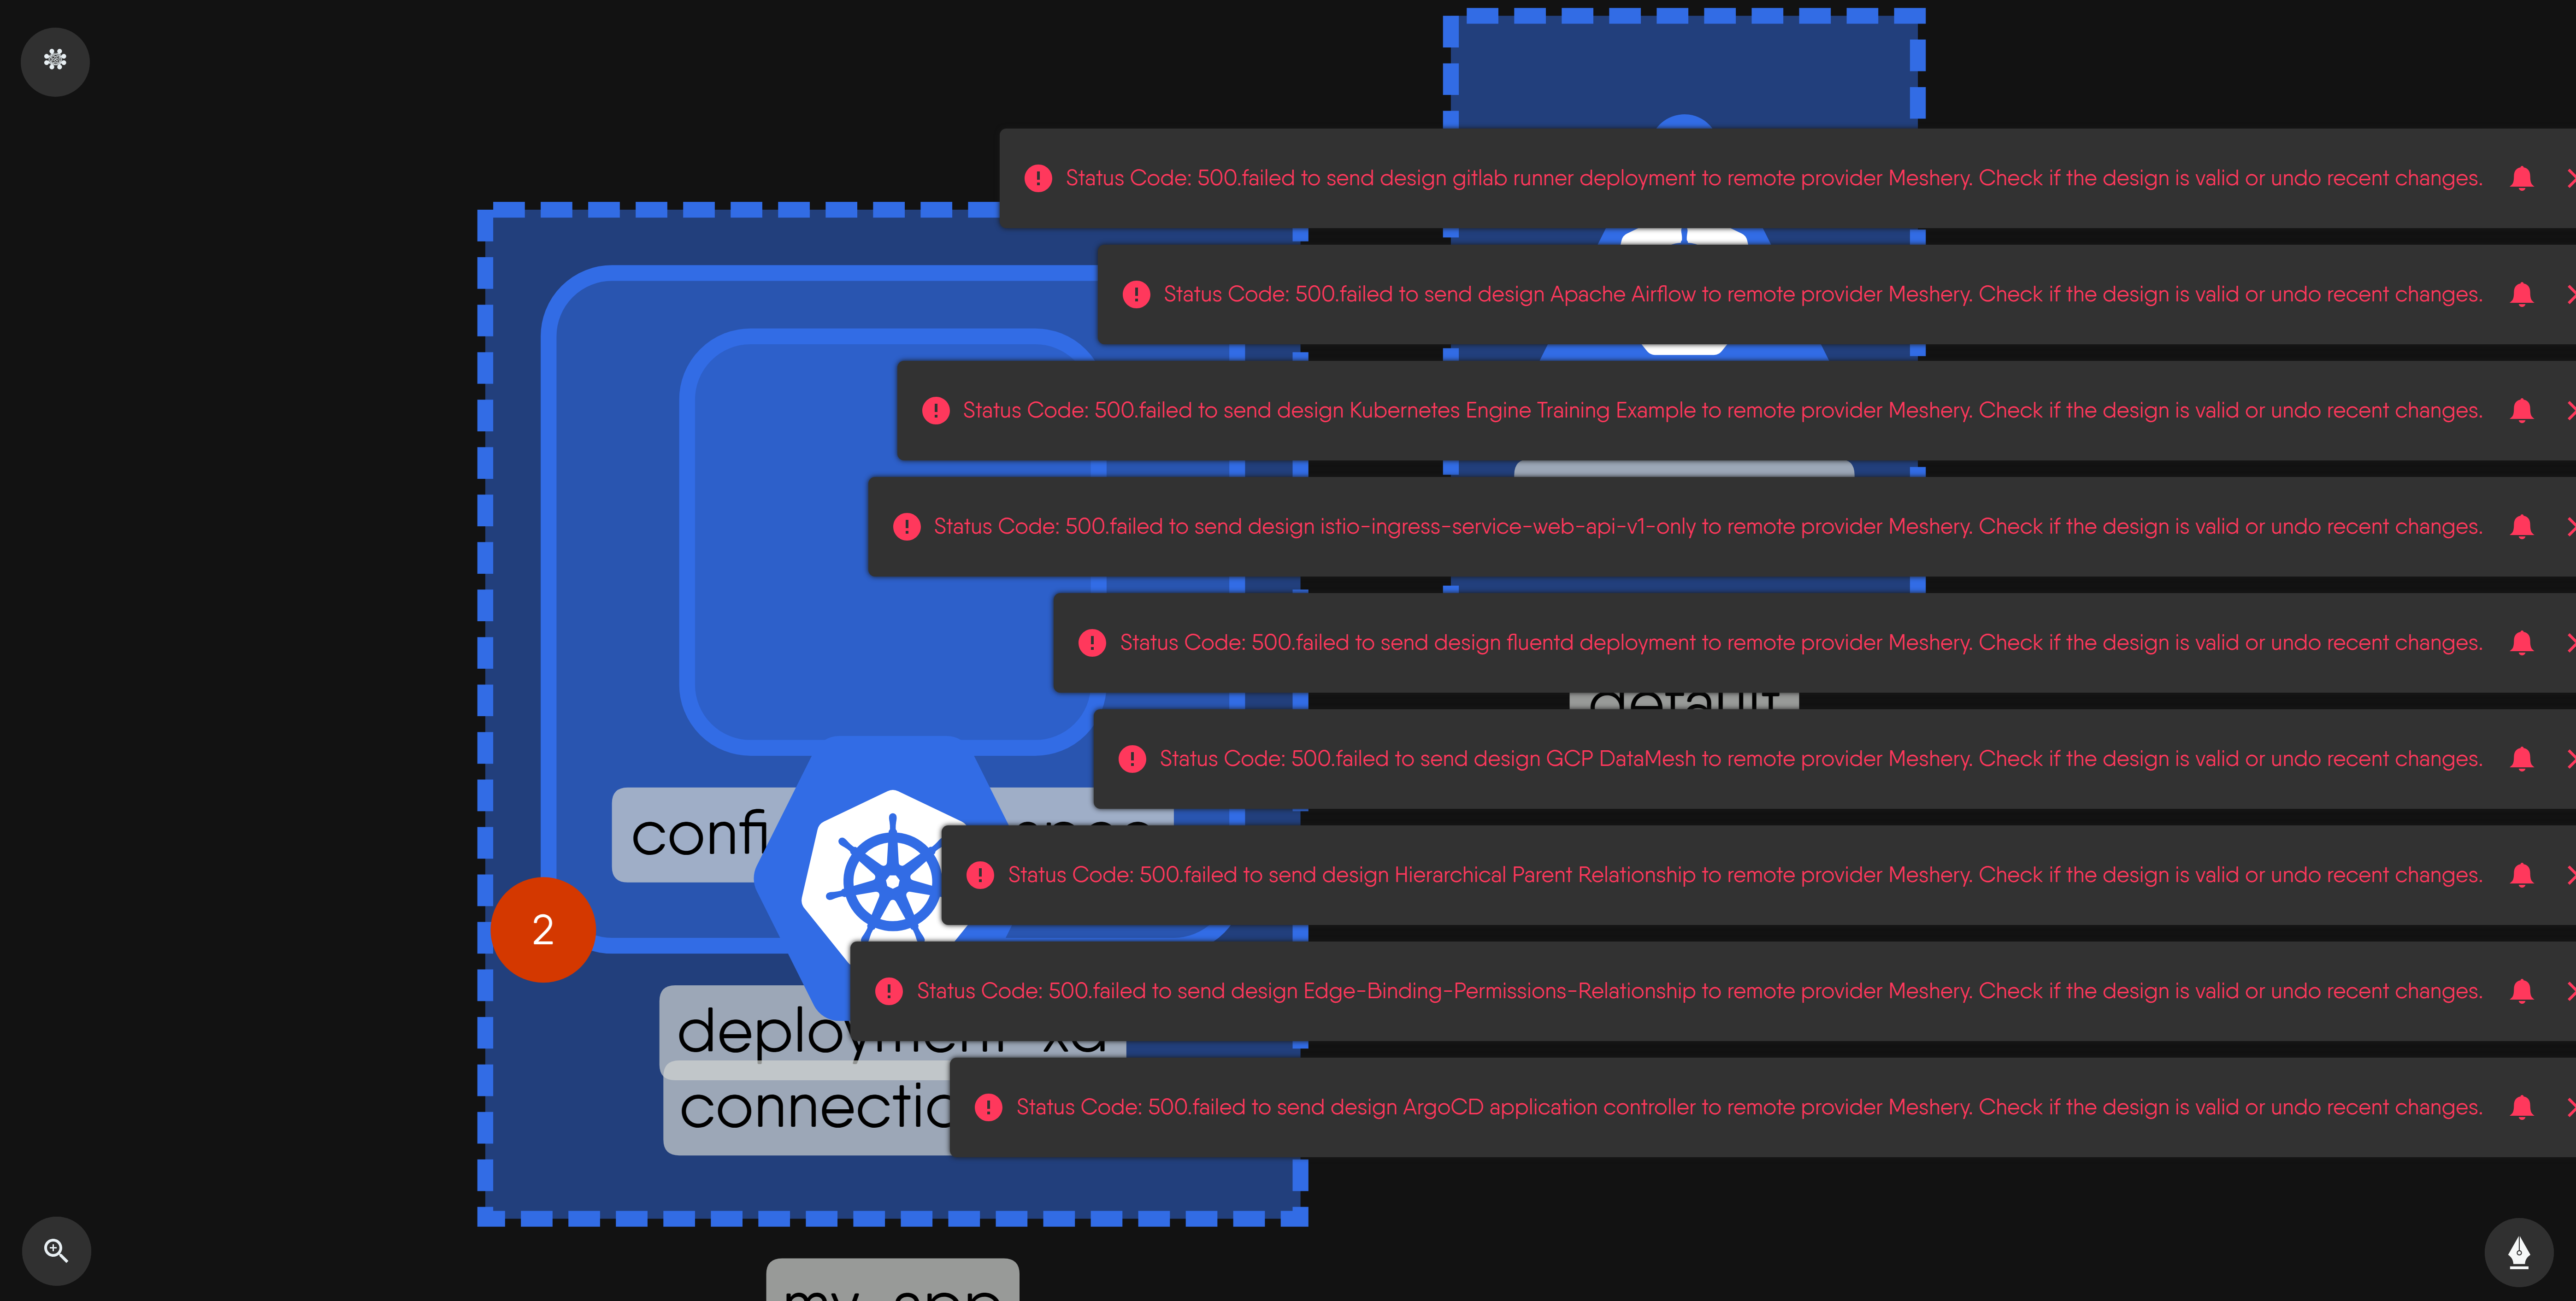 Status Code: 500.failed to send design gitlab runner deployment to remote provider Meshery. Check if the design is valid or undo recent changes.
Status Code: 500.failed to send design Apache Airflow to remote provider Meshery. Check if the design is valid or undo recent changes.
Status Code: 500.failed to send design Kubernetes Engine Training Example to remote provider Meshery. Check if the design is valid or undo recent changes.
Status Code: 500.failed to send design istio-ingress-service-web-api-v1-only to remote provider Meshery. Check if the design is valid or undo recent changes.
Status Code: 500.failed to send design fluentd deployment to remote provider Meshery. Check if the design is valid or undo recent changes.
default
Status Code: 500.failed to send design GCP DataMesh to remote provider Meshery. Check if the design is valid or undo recent changes.
confi
Status Code: 500.failed to send design Hierarchical Parent Relationship to remote provider Meshery. Check if the design is valid or undo recent changes.
2
Status Code: 500.failed to send design Edge-Binding-Permissions-Relationship to remote provider Meshery. Check if the design is valid or undo recent changes.
deployment-xd
connectio
Status Code: 500.failed to send design ArgoCD application controller to remote provider Meshery. Check if the design is valid or undo recent changes.